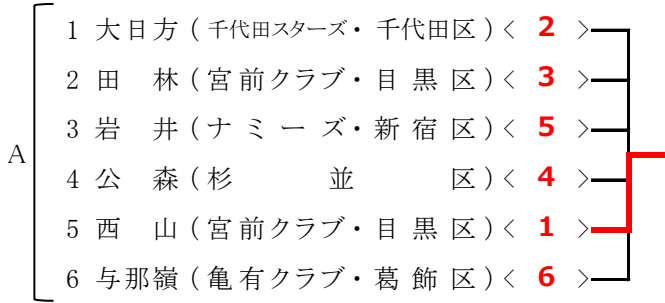 1 大日方(千代田スターズ・千代田区)< 2 >
2 田 林(宮前クラブ・目黒区)< 3 >
3 岩 井(ナミーズ・新宿区)< 5 >
A
4 公 森(杉 並 区)< 4 >
5 西 山(宮前クラブ・目黒区)< 1 >
6 与那嶺(亀有クラブ・葛飾区)< 6 >